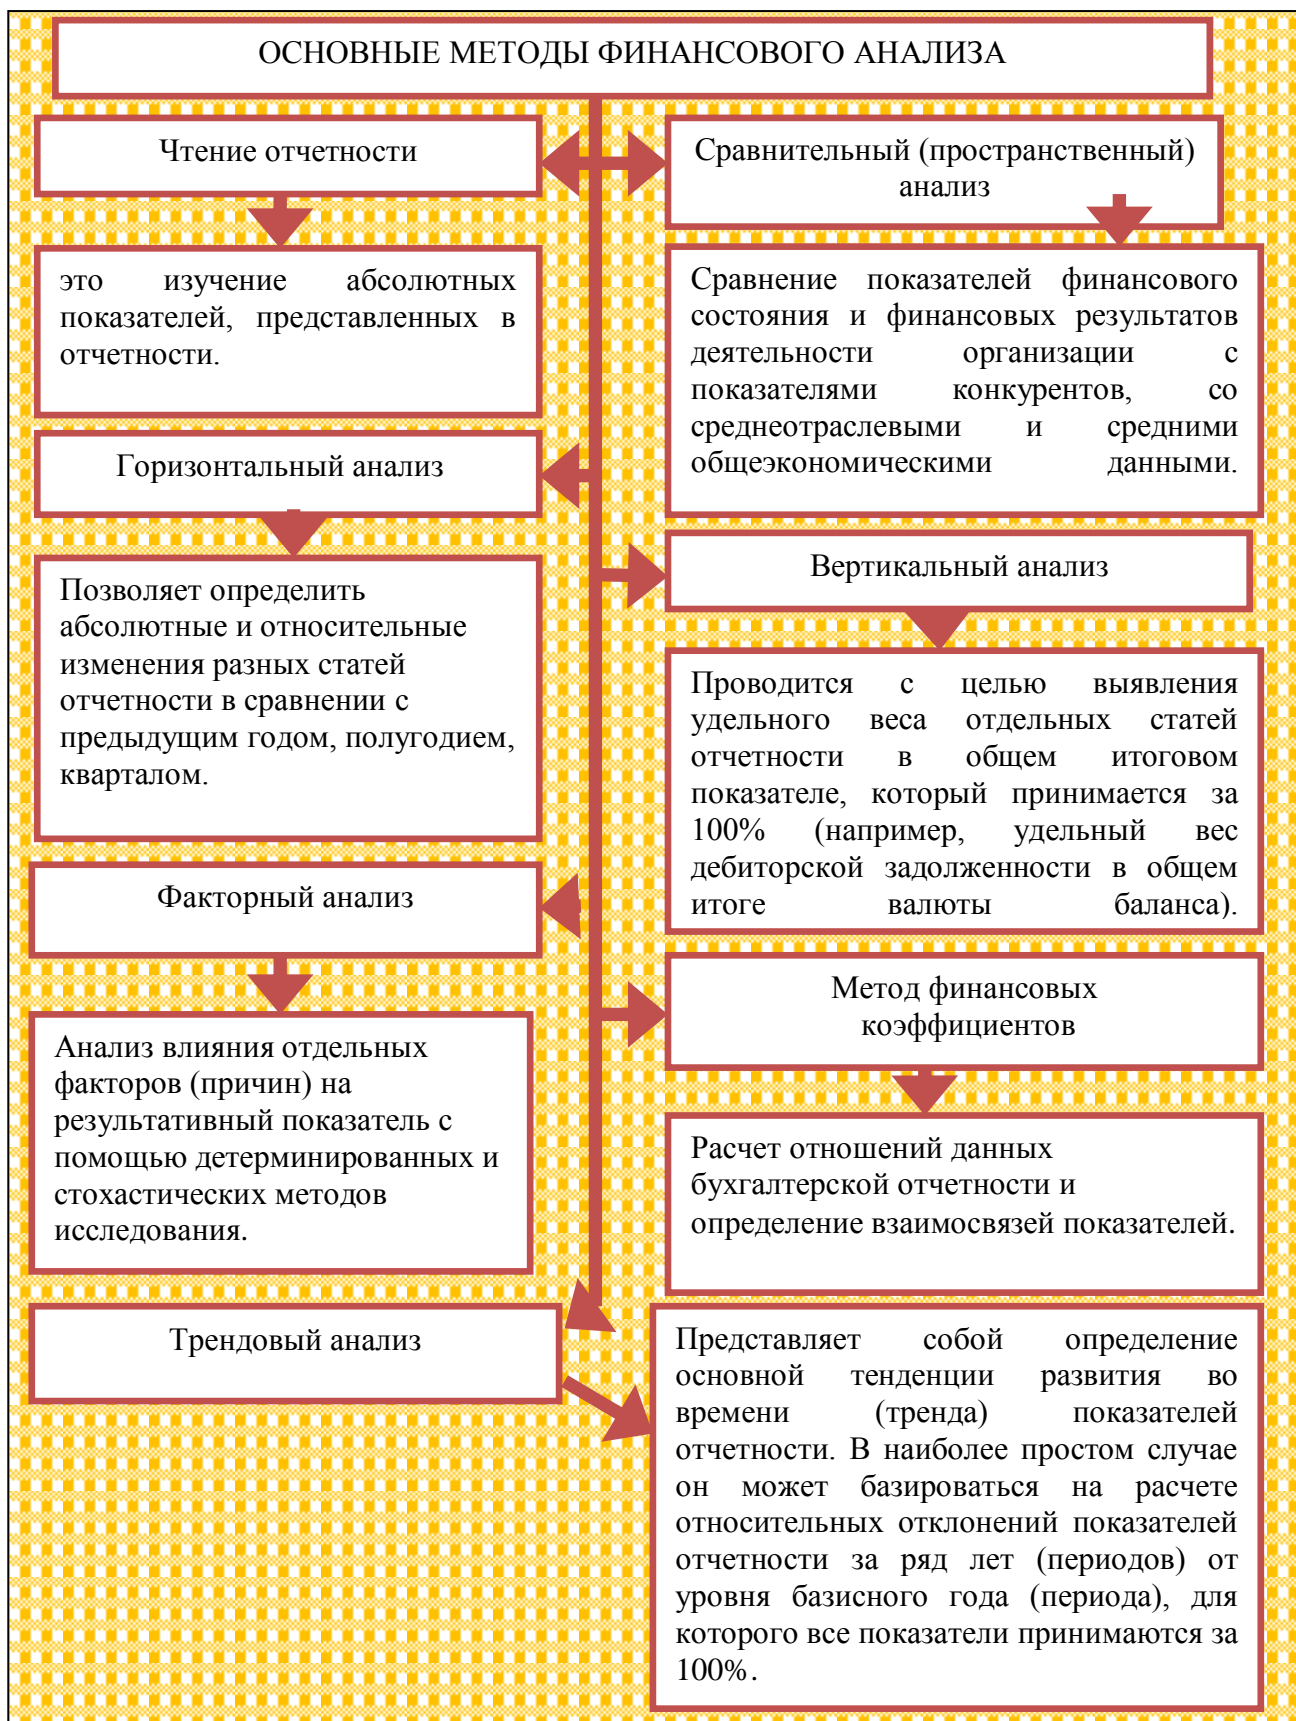 ОСНОВНЫЕ МЕТОДЫ ФИНАНСОВОГО АНАЛИЗА
Чтение отчетности
Сравнительный (пространственный)
анализ
это изучение абсолютных
показателей, представленных в
отчетности.
Сравнение показателей финансового
состояния и финансовых результатов
деятельности организации с
показателями конкурентов, со
среднеотраслевыми и средними
общеэкономическими данными.
Горизонтальный анализ
Вертикальный анализ
Позволяет определить
абсолютные и относительные
изменения разных статей
отчетности в сравнении с
предыдущим годом, полугодием,
кварталом.
Проводится с целью выявления
удельного веса отдельных статей
отчетности в общем итоговом
показателе, который принимается за
100% (например, удельный вес
дебиторской задолженности в общем
итоге валюты баланса).
Факторный анализ
Метод финансовых
коэффициентов
Анализ влияния отдельных
факторов (причин) на
результативный показатель с
помощью детерминированных и
стохастических методов
исследования.
Расчет отношений данных
бухгалтерской отчетности и
определение взаимосвязей показателей.
Трендовый анализ
Представляет собой определение
основной тенденции развития во
времени (тренда) показателей
отчетности. В наиболее простом случае
он может базироваться на расчете
относительных отклонений показателей
отчетности за ряд лет (периодов) от
уровня базисного года (периода), для
которого все показатели принимаются за
100%.